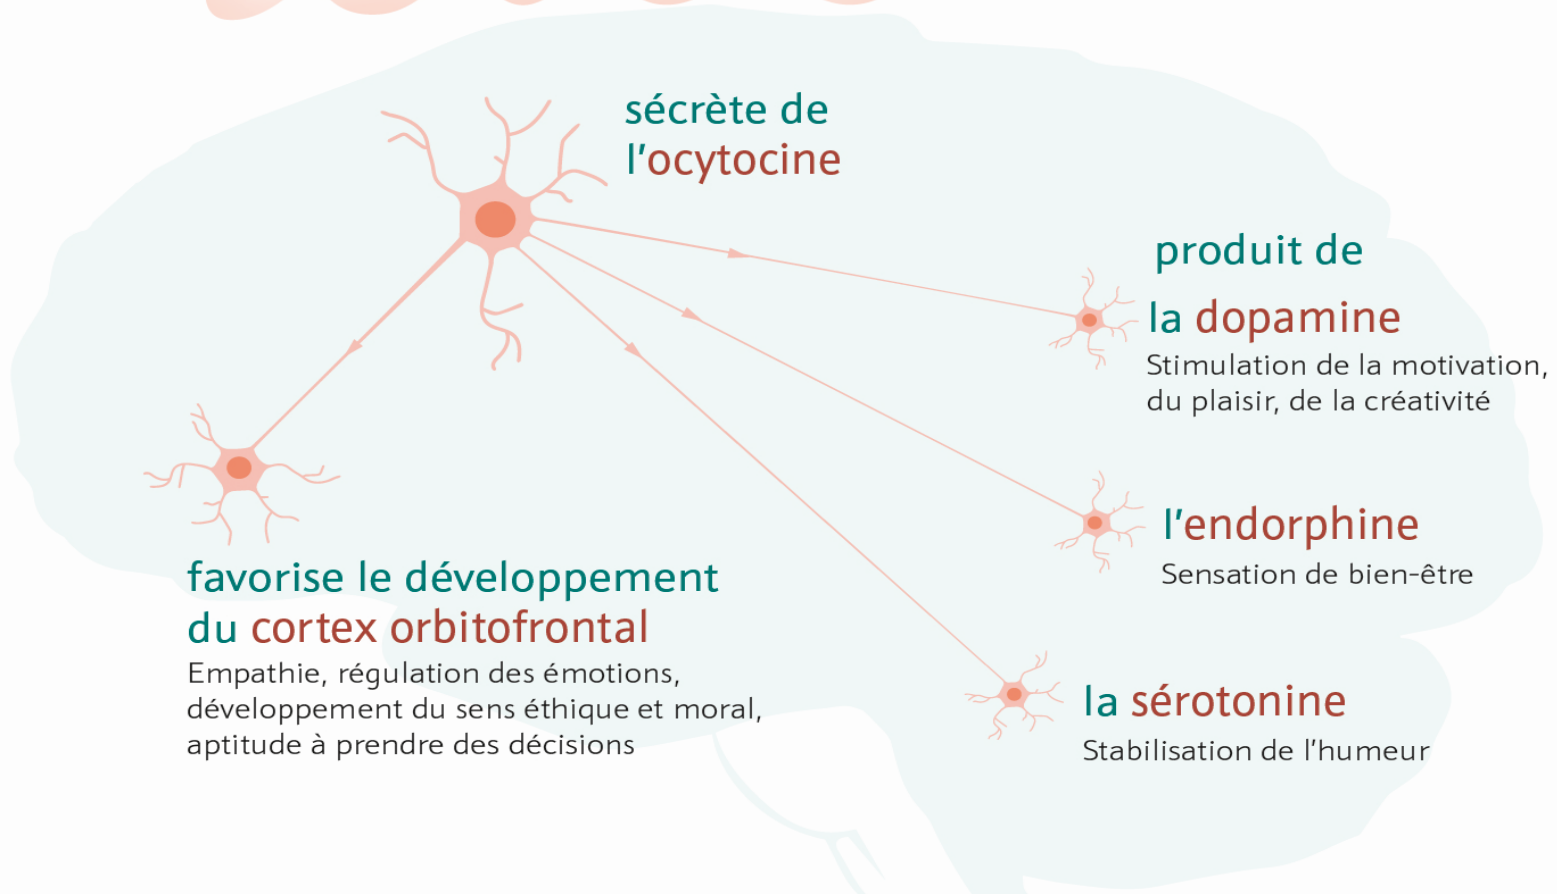 sécrète de
l'ocytocine
produit de
la dopamine
Stimulation de la motivation,
du plaisir, de la créativité
l'endorphine
Sensation de bien-être
la sérotonine
Stabilisation de l'humeur
favorise le développement
du cortex orbitofrontal
Empathie, régulation des émotions,
développement du sens éthique et moral,
aptitude à prendre des décisions